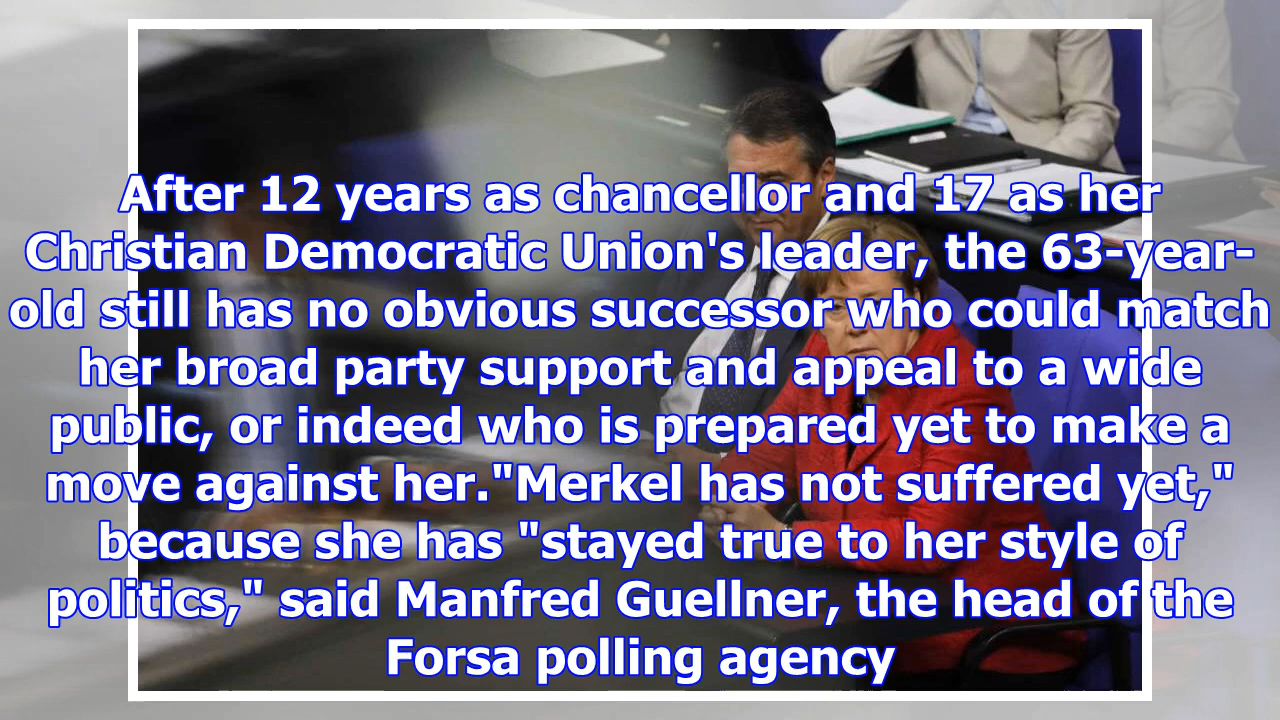 After 12 years as chancellor and 17 as her
Christian Democratic Union's leader, the 63-year-
old still has no obvious successor who could match
her broad party support and appeal to a wide
public, or indeed who is prepared yet to make a
move against her."Merkel has not suffered yet,"
because she has "stayed true to her style of
politics," said Manfred Guellner, the head of the
Forsa polling agency